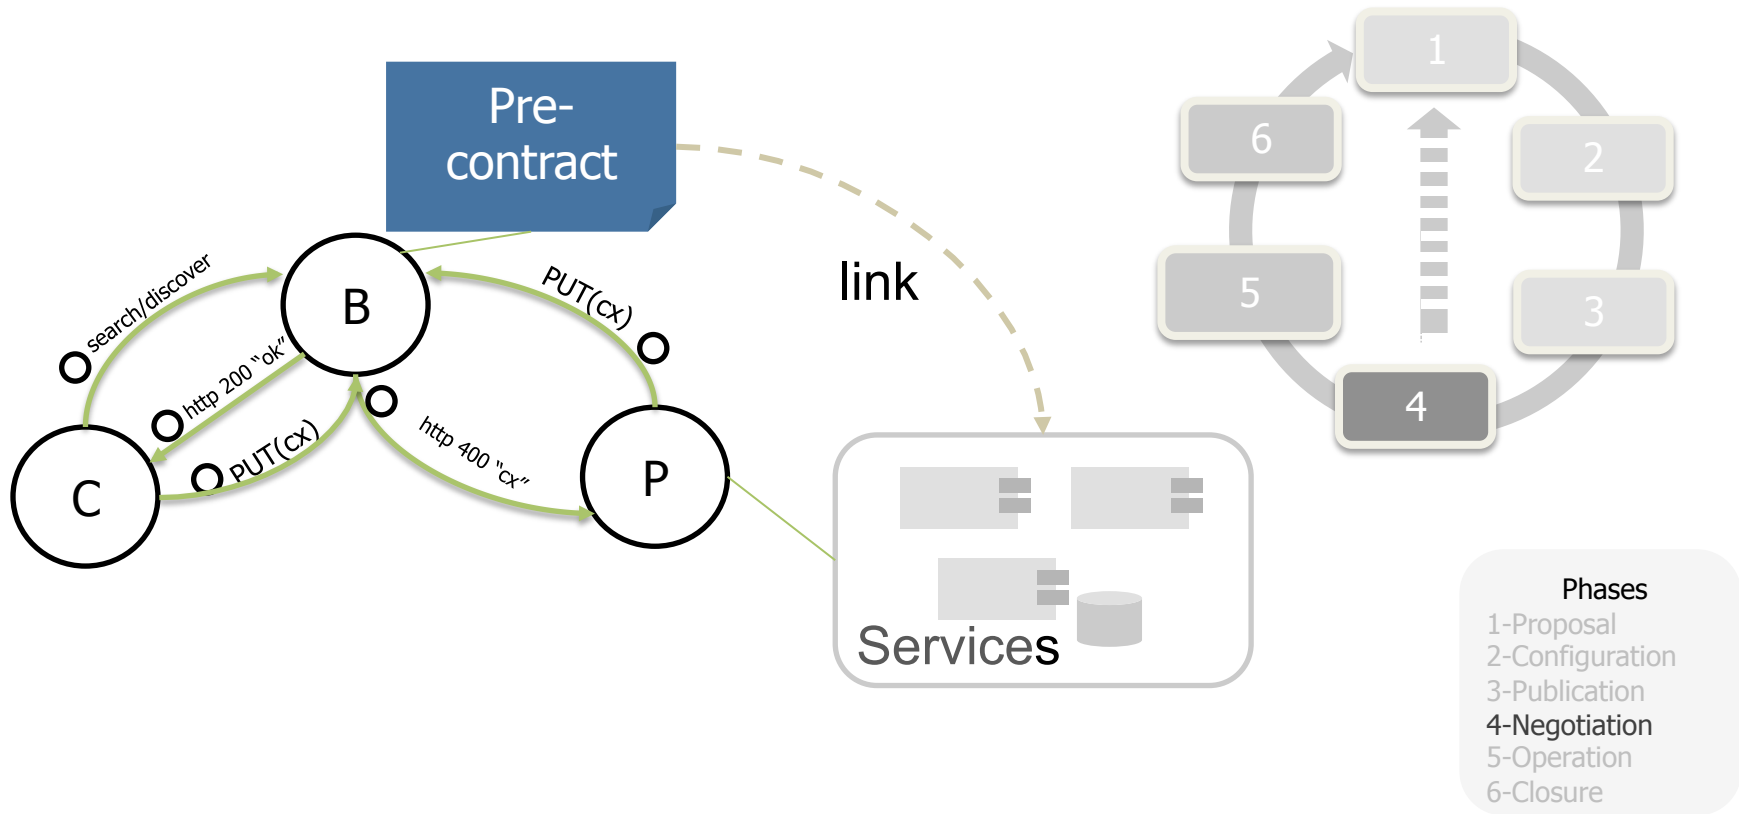 Pre-
contract
search/discover
B
PUT(cx)
link
http 200 "ok"
PUT(cx)
http 400 "cx"
C
P
Services
1
2
3
4
5
6
Phases
1-Proposal
2-Configuration
3-Publication
4-Negotiation
5-Operation
6-Closure